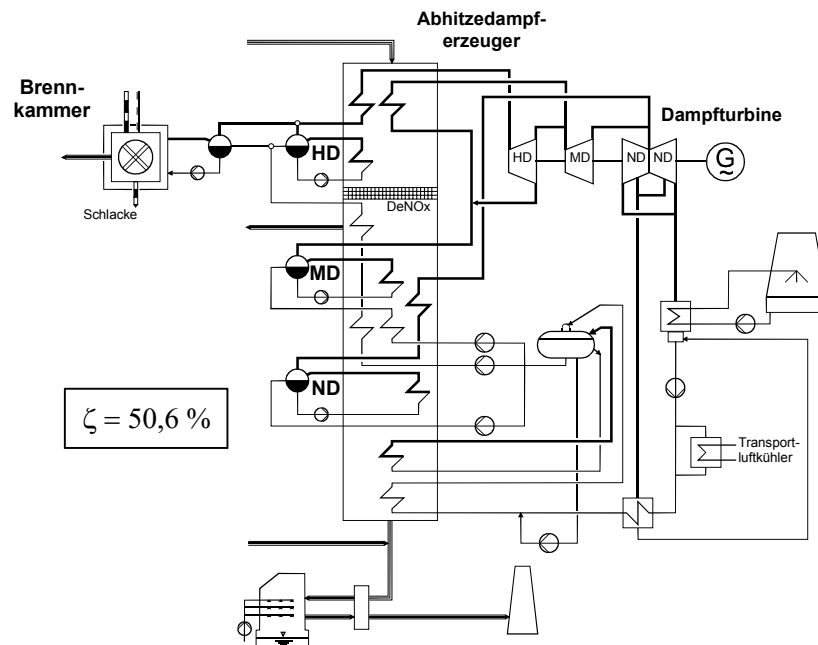 Abhitzedampf-
erzeuger
Brenn-
kammer
Dampfturbine
HD
HD
MD
ND
ND
G
~
Schlacke
DeNOx
MD
ND
ζ = 50,6 %
Transport-
luftkühler